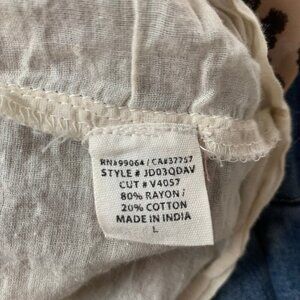 RN#99064 / CA#37757
STYLE # JD03QDAV
CUT # V4057
80% RAYON /
20% COTTON
MADE IN INDIA
L